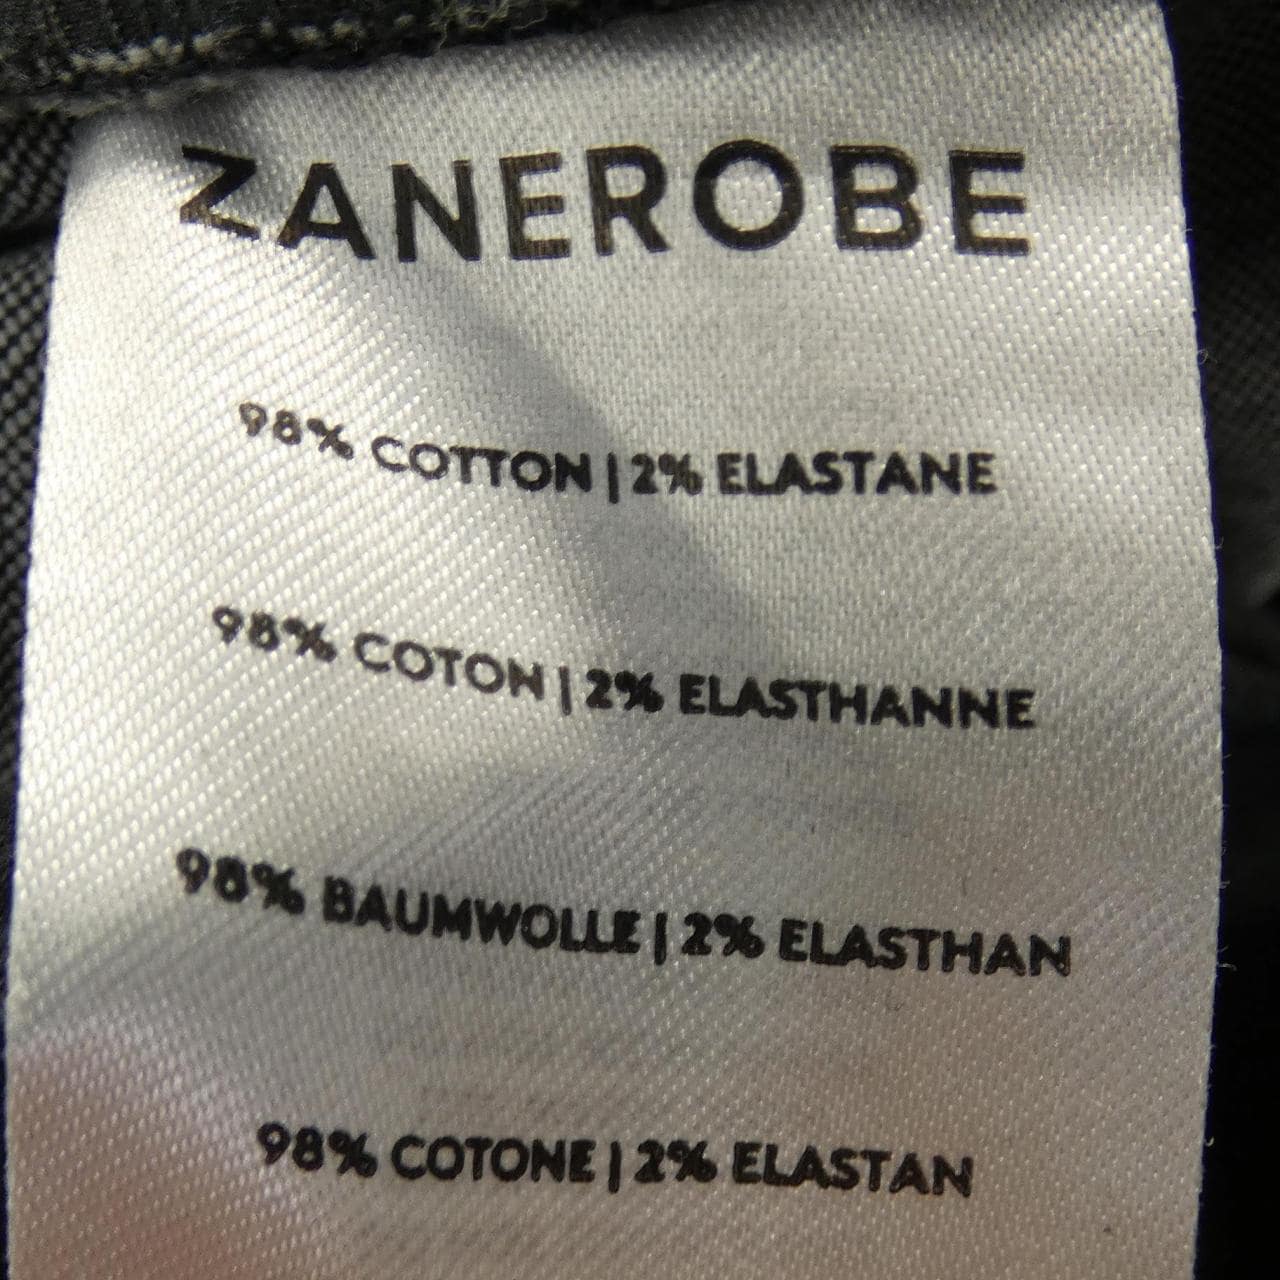 ZANEROBE
98% COTTON | 2% ELASTANE
98% COTON | 2% ELASTHANNE
98% BAUMWOLLE | 2% ELASTHAN
98% COTONE | 2% ELASTAN